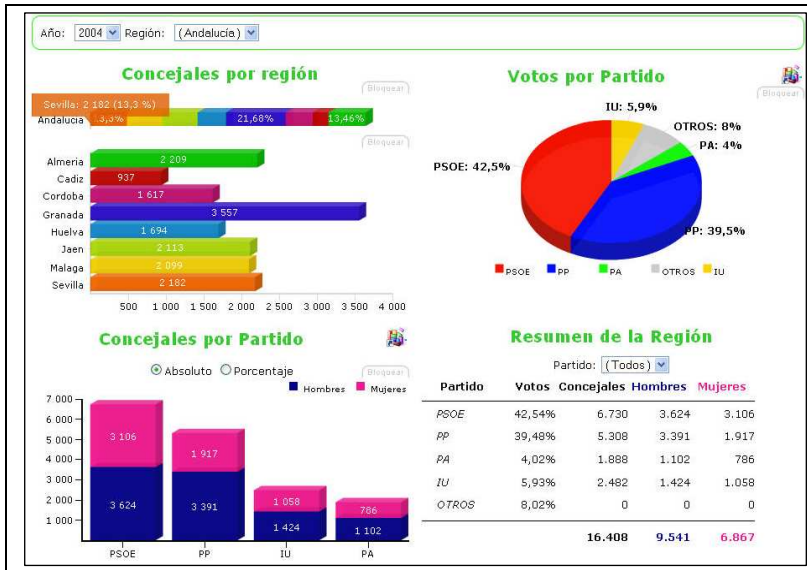 Año: 2004 Región: (Andalucía)
Concejales por región
Bloquear
Sevilla: 2 182 (13,3 %)
Andalucia 13,3% 21,68% 13,46%
Bloquear
Almeria 2 209
Cadiz 937
Cordoba 1 617
Granada 3 557
Huelva 1 694
Jaen 2 113
Malaga 2 099
Sevilla 2 182
500 1 000 1 500 2 000 2 500 3 000 3 500 4 000
Votos por Partido
Bloquear
IU: 5,9%
OTROS: 8%
PA: 4%
PSOE: 42,5%
PP: 39,5%
PSOE PP PA OTROS IU
Concejales por Partido
Absoluto Porcentaje
Bloquear
Hombres Mujeres
7 000
6 000
5 000
4 000
3 000
2 000
1 000
3 106
3 624
1 917
3 391
1 058
1 424
786
1 102
PSOE PP IU PA
Resumen de la Región
Partido: (Todos)
Partido Votos Concejales Hombres Mujeres
PSOE 42,54% 6.730 3.624 3.106
PP 39,48% 5.308 3.391 1.917
PA 4,02% 1.888 1.102 786
IU 5,93% 2.482 1.424 1.058
OTROS 8,02% 0 0 0
16.408 9.541 6.867